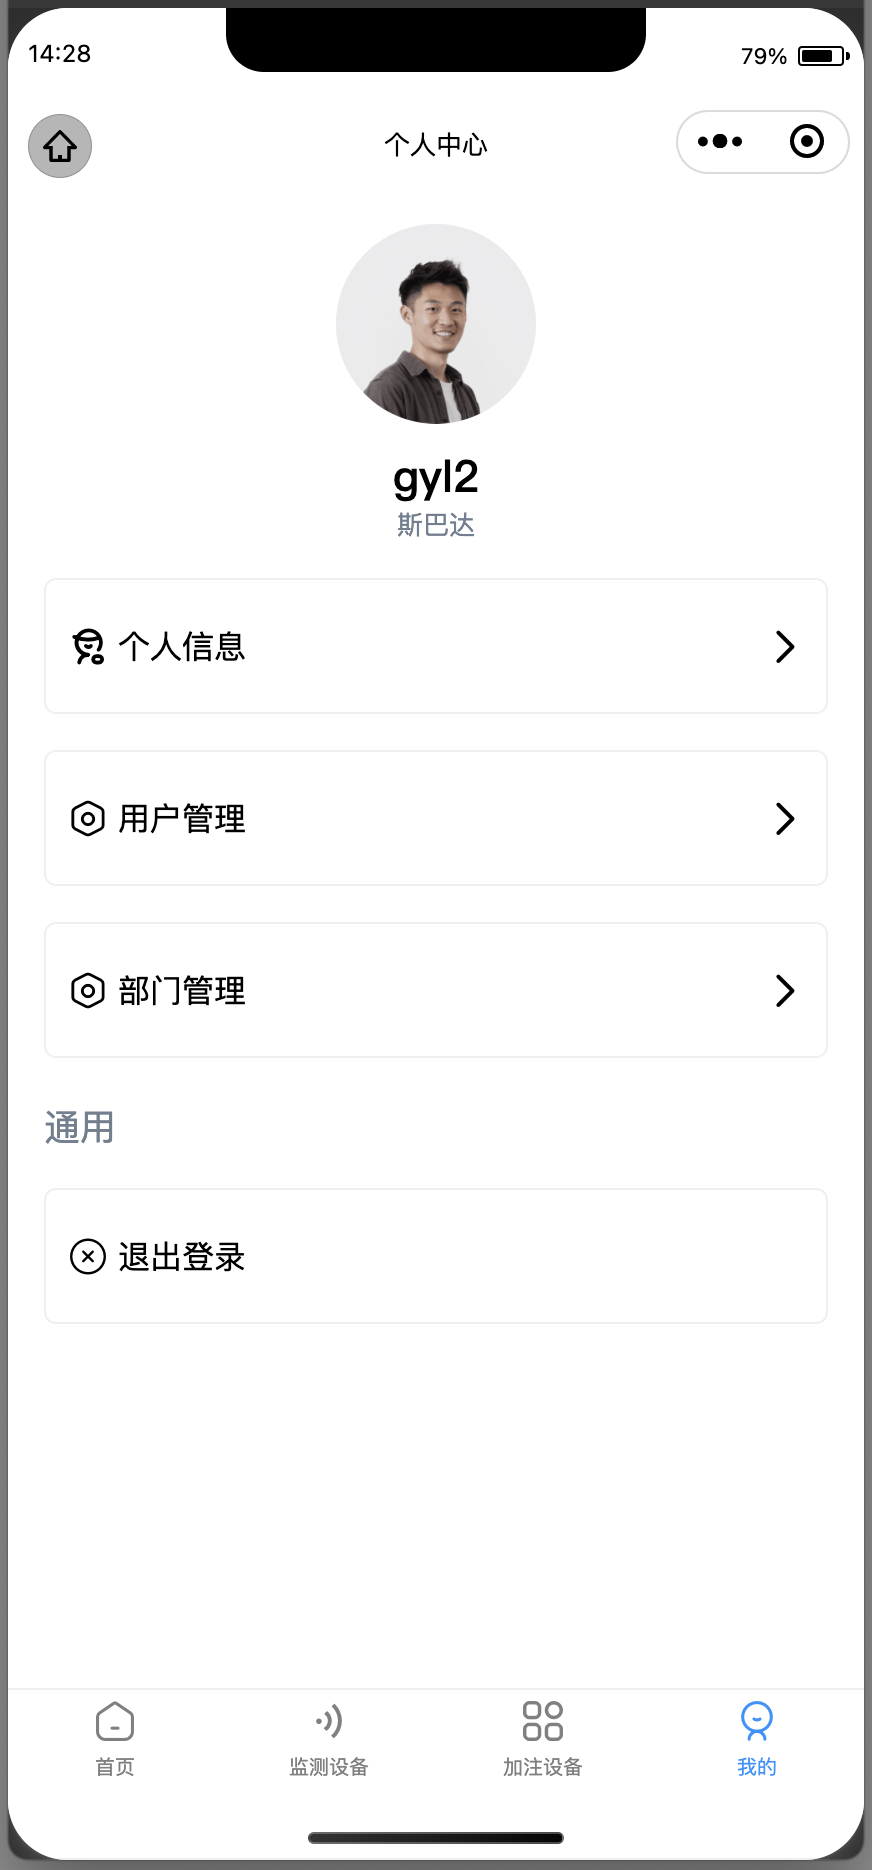 14:28
79%
个人中心
gyl2
斯巴达
个人信息
用户管理
部门管理
通用
退出登录
首页
监测设备
加注设备
我的